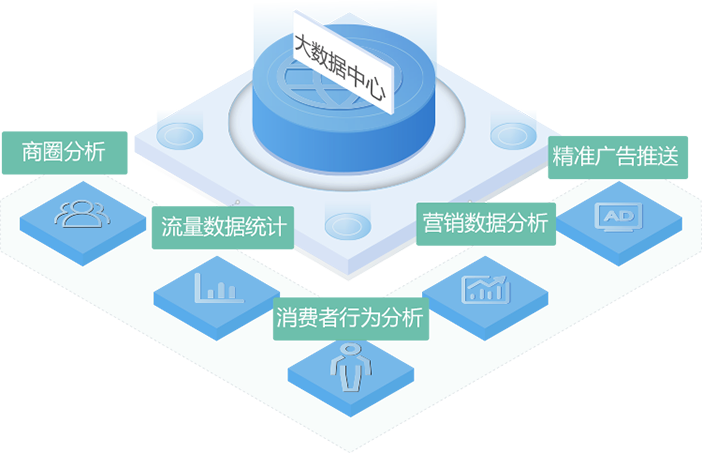 大数据中心
商圈分析
精准广告推送
流量数据统计
营销数据分析
AD
消费者行为分析